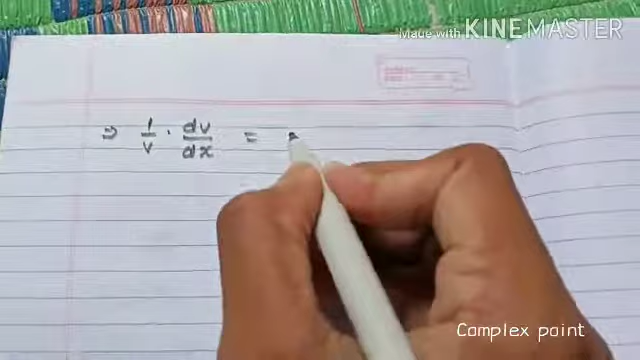 Made with KINEMASTER
⇒ 1/v · dv/dx =
Complex point